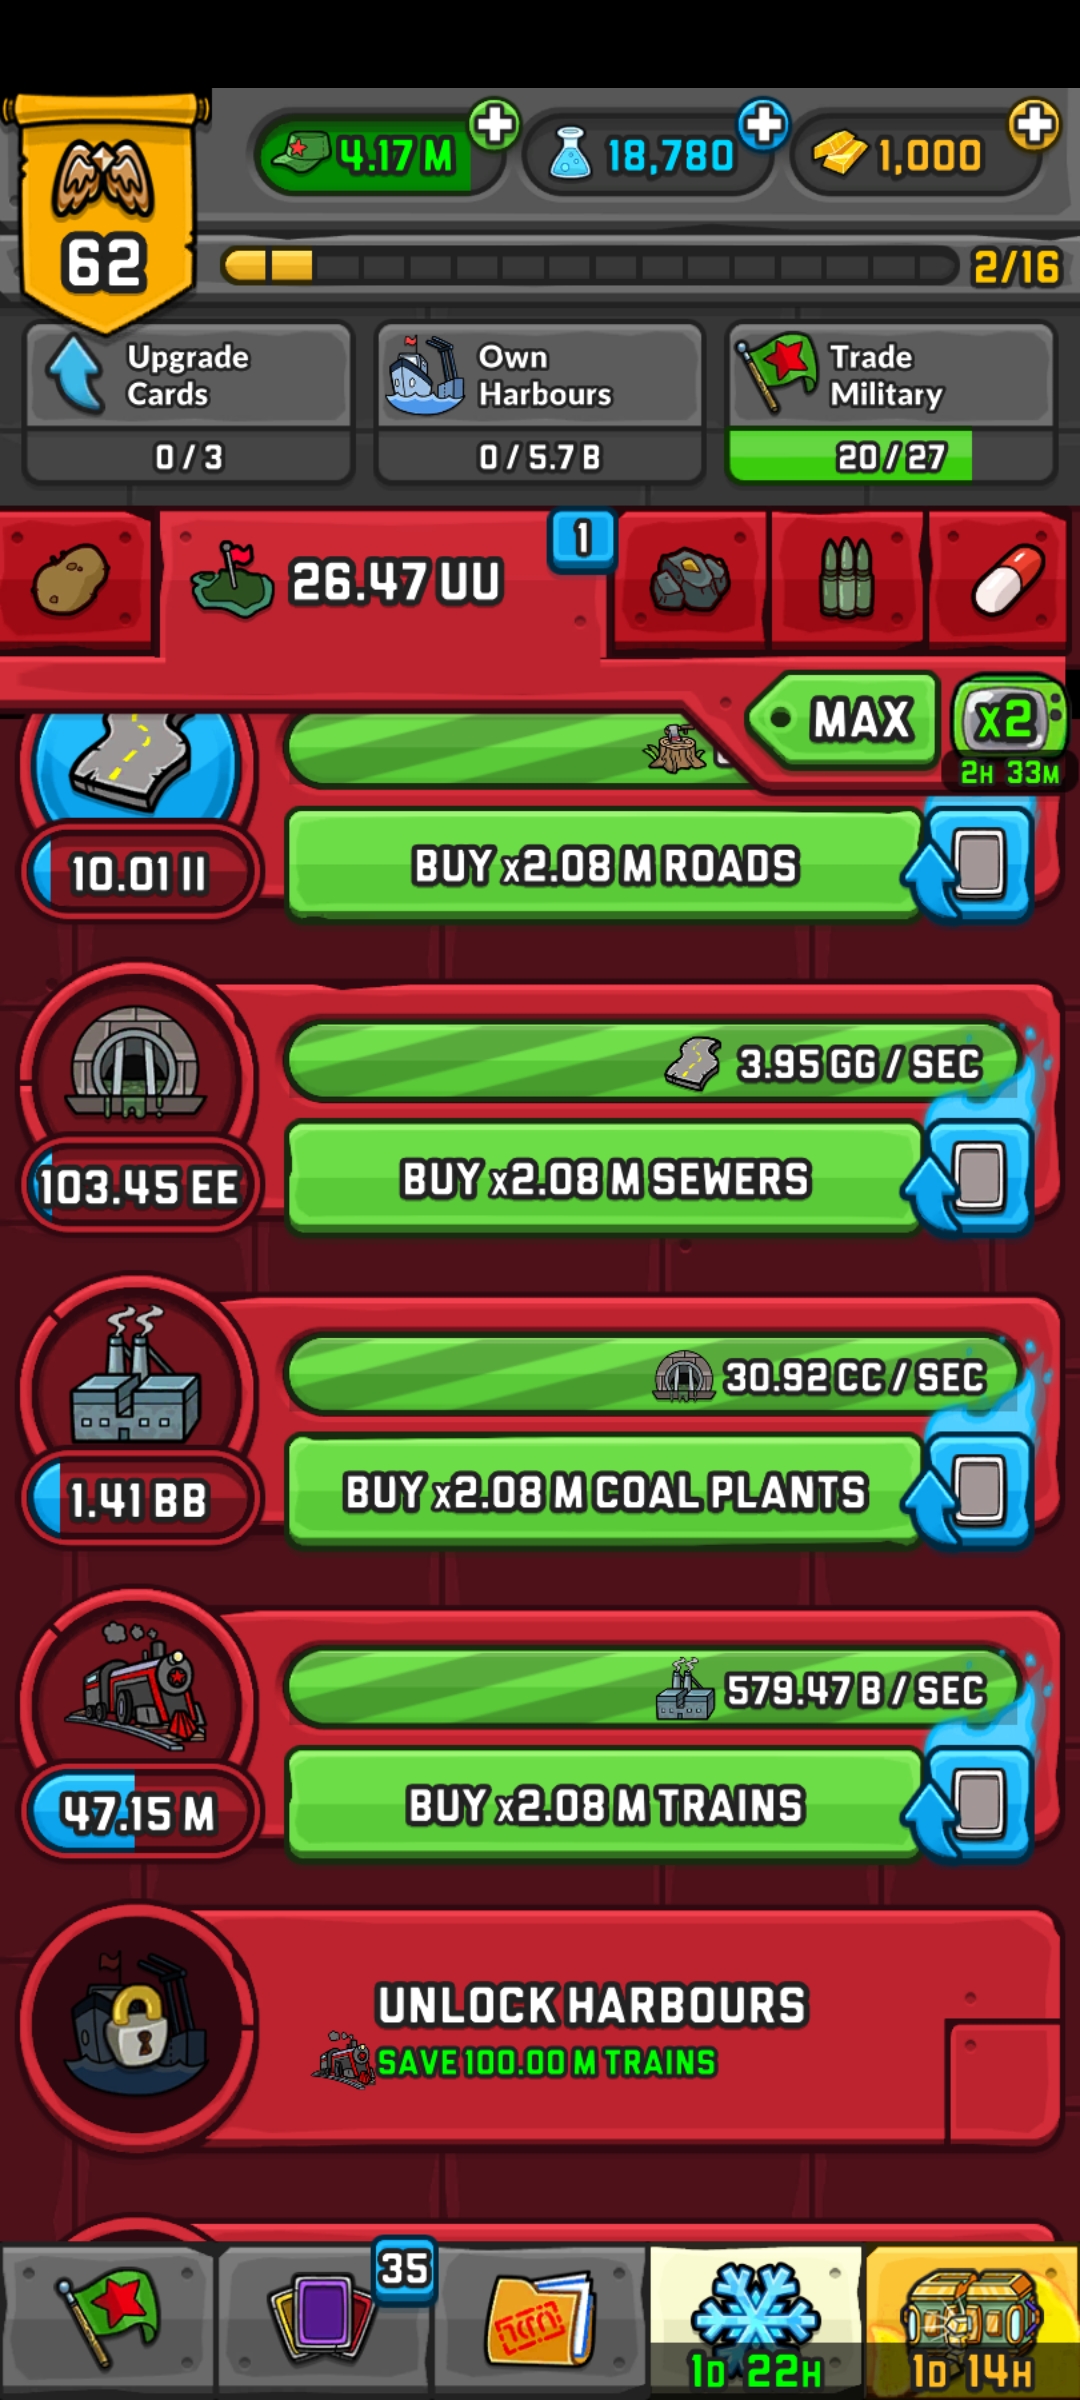 4.17 M
18,780
1,000
62
2/16
Upgrade
Cards
0 / 3
Own
Harbours
0 / 5.7 B
Trade
Military
20 / 27
26.47 UU
1
MAX
x2
2H 33M
10.01 II
BUY x2.08 M ROADS
3.95 GG / SEC
103.45 EE
BUY x2.08 M SEWERS
30.92 CC / SEC
1.41 BB
BUY x2.08 M COAL PLANTS
579.47 B / SEC
47.15 M
BUY x2.08 M TRAINS
UNLOCK HARBOURS
SAVE 100.00 M TRAINS
35
1D 22H
1D 14H